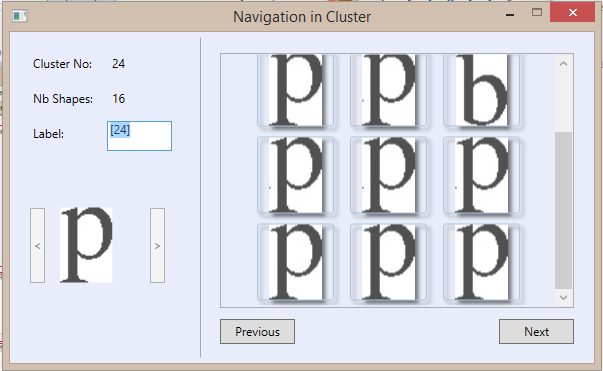 Navigation in Cluster
Cluster No: 24
Nb Shapes: 16
Label: [24]
< p >
p p b
p p p
p p p
Previous Next